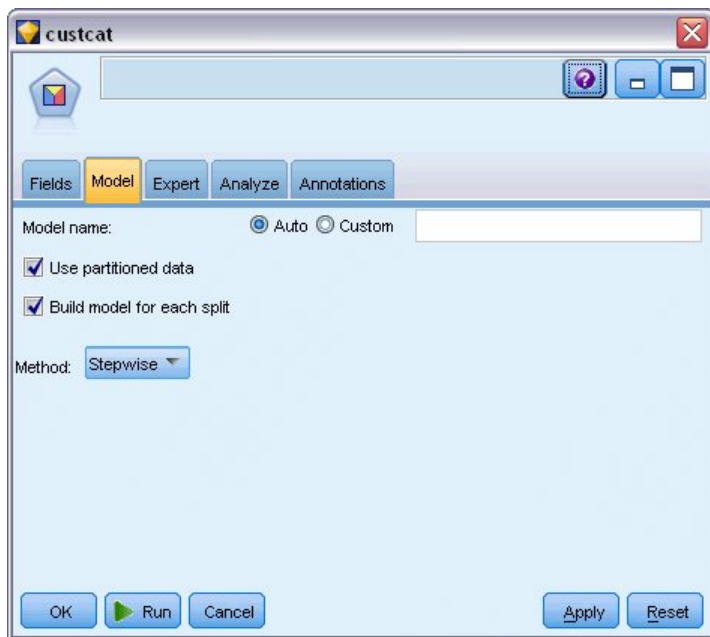 custcat
?
Fields Model Expert Analyze Annotations
Model name: Auto Custom
Use partitioned data
Build model for each split
Method: Stepwise
OK Run Cancel Apply Reset